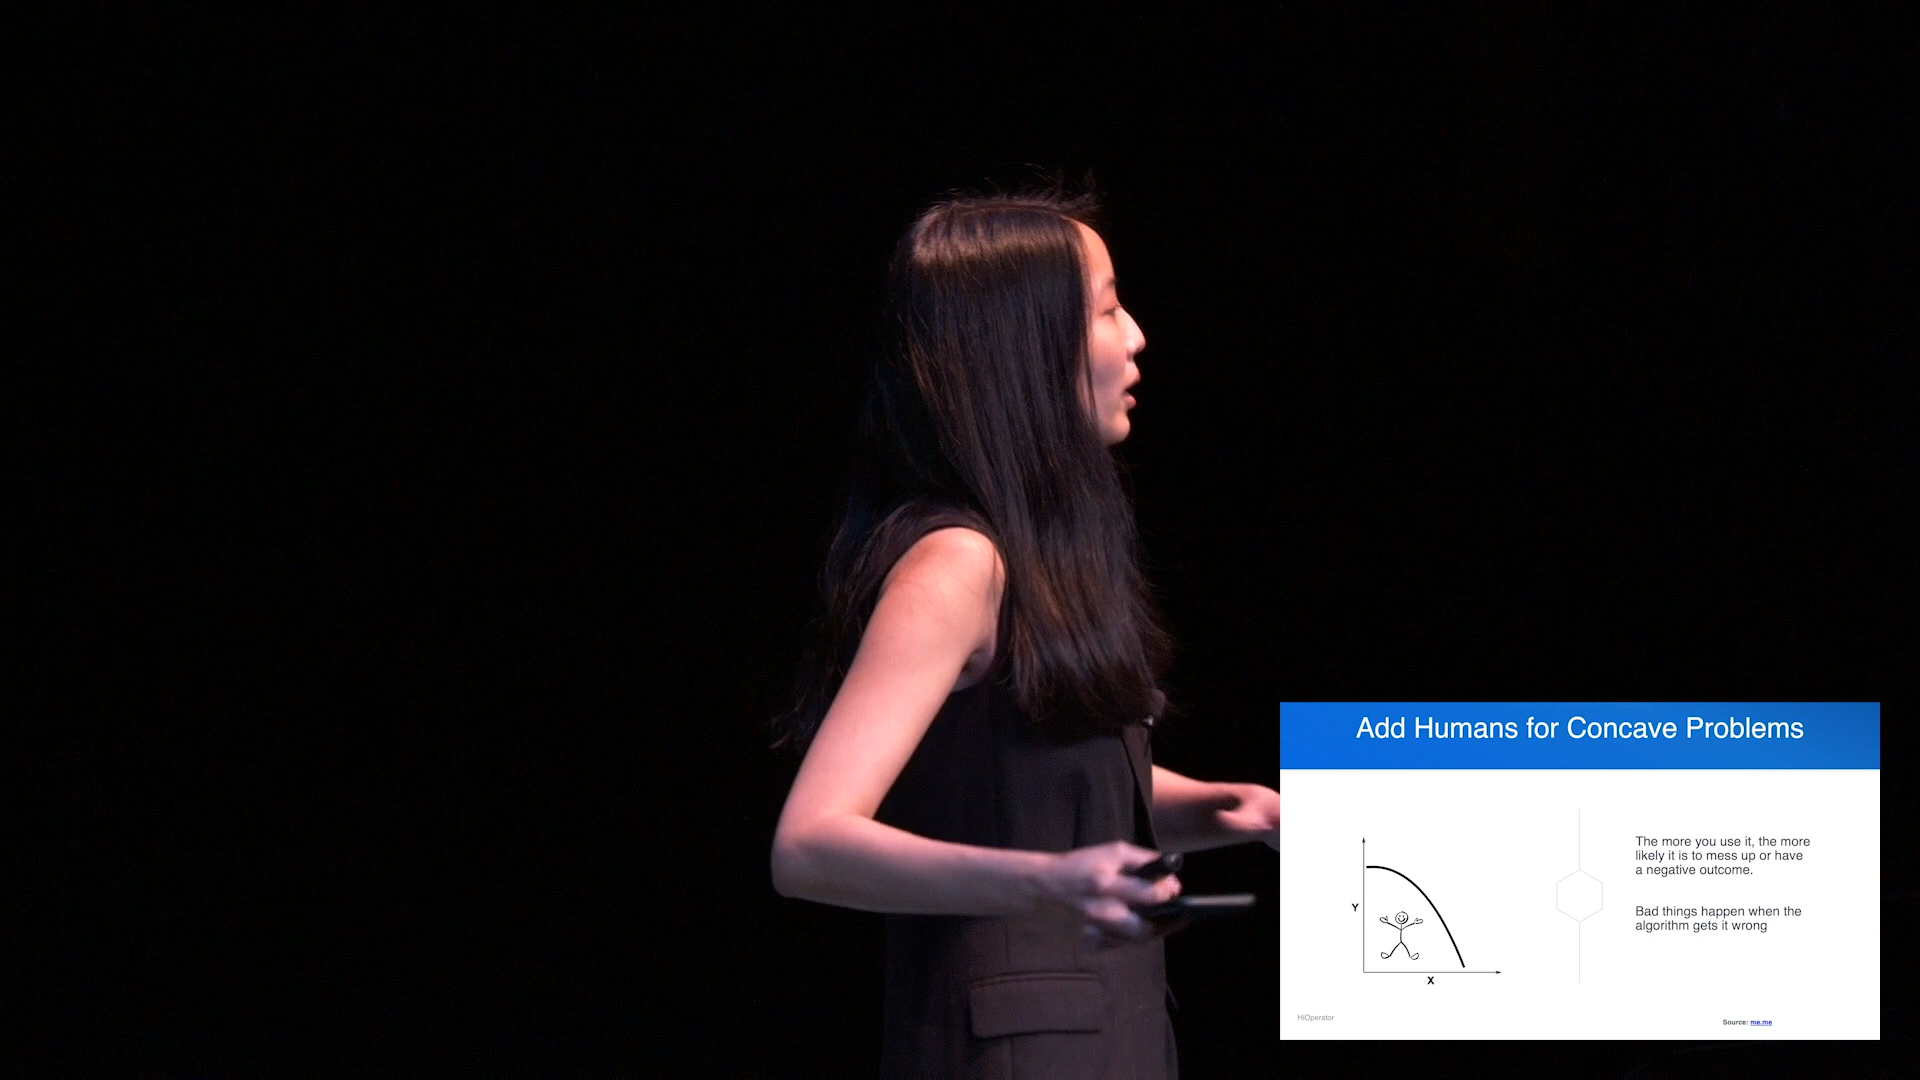 Add Humans for Concave Problems
The more you use it, the more
likely it is to mess up or have
a negative outcome.
Bad things happen when the
algorithm gets it wrong
Y
X
HiOperator
Source: me.me